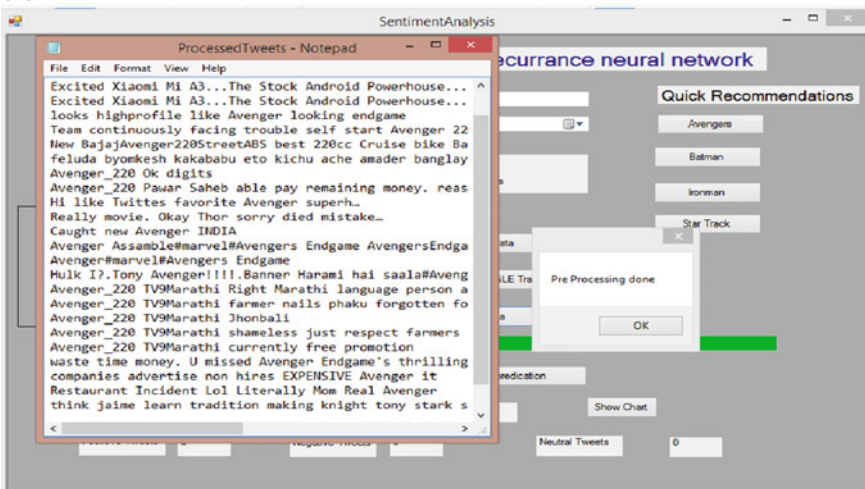 SentimentAnalysis
ProcessedTweets - Notepad
File Edit Format View Help
Excited Xiaomi Mi A3...The Stock Android Powerhouse...
Excited Xiaomi Mi A3...The Stock Android Powerhouse...
looks highprofile like Avenger looking endgame
Team continuously facing trouble self start Avenger 22
New BajajAvenger220StreetABS best 220cc Cruise bike Ba
feluda byomkesh kakababu eto kichu ache amader banglay
Avenger_220 Ok digits
Avenger_220 Pawar Saheb able pay remaining money. reas
Hi like Twittes favorite Avenger superh…
Really movie. Okay Thor sorry died mistake…
Caught new Avenger INDIA
Avenger Assamble#marvel#Avengers Endgame AvengersEndga
Avenger#marvel#Avengers Endgame
Hulk I?.Tony Avenger!!!!.Banner Harami hai saala#Aveng
Avenger_220 TV9Marathi Right Marathi language person a
Avenger_220 TV9Marathi farmer nails phaku forgotten fo
Avenger_220 TV9Marathi Jhonbali
Avenger_220 TV9Marathi shameless just respect farmers
Avenger_220 TV9Marathi currently free promotion
waste time money. U missed Avenger Endgame's thrilling
companies advertise non hires EXPENSIVE Avenger it
Restaurant Incident Lol Literally Mom Real Avenger
think jaime learn tradition making knight tony stark s
ecurrance neural network
Quick Recommendations
Avengers
Batman
Ironman
Star Track
ata
LE Tra
Pre Processing done
OK
redication
Show Chart
Neutral Tweets
0